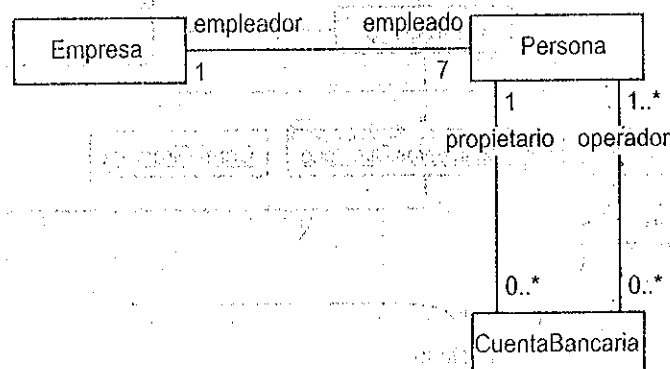 empleador empleado
Empresa Persona
1 7
1 1..*
propietario operador
0..* 0..*
CuentaBancaria